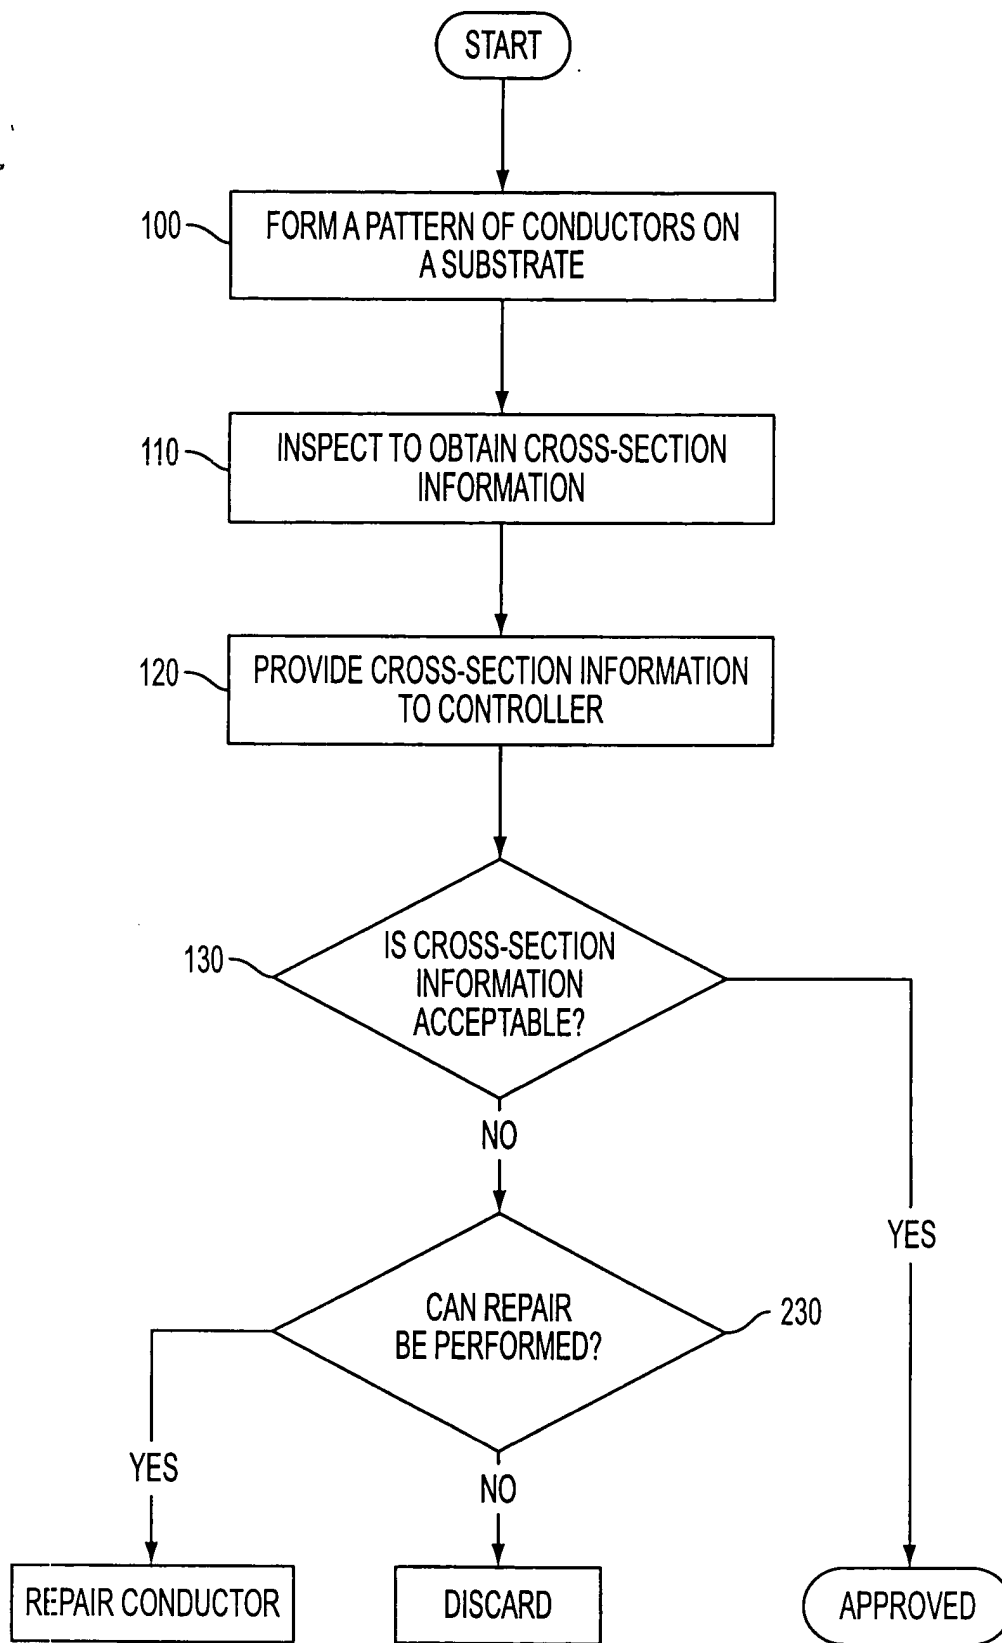 START
100
FORM A PATTERN OF CONDUCTORS ON
A SUBSTRATE
110
INSPECT TO OBTAIN CROSS-SECTION
INFORMATION
120
PROVIDE CROSS-SECTION INFORMATION
TO CONTROLLER
130
IS CROSS-SECTION
INFORMATION
ACCEPTABLE?
NO
YES
CAN REPAIR
BE PERFORMED?
230
YES
NO
REPAIR CONDUCTOR
DISCARD
APPROVED